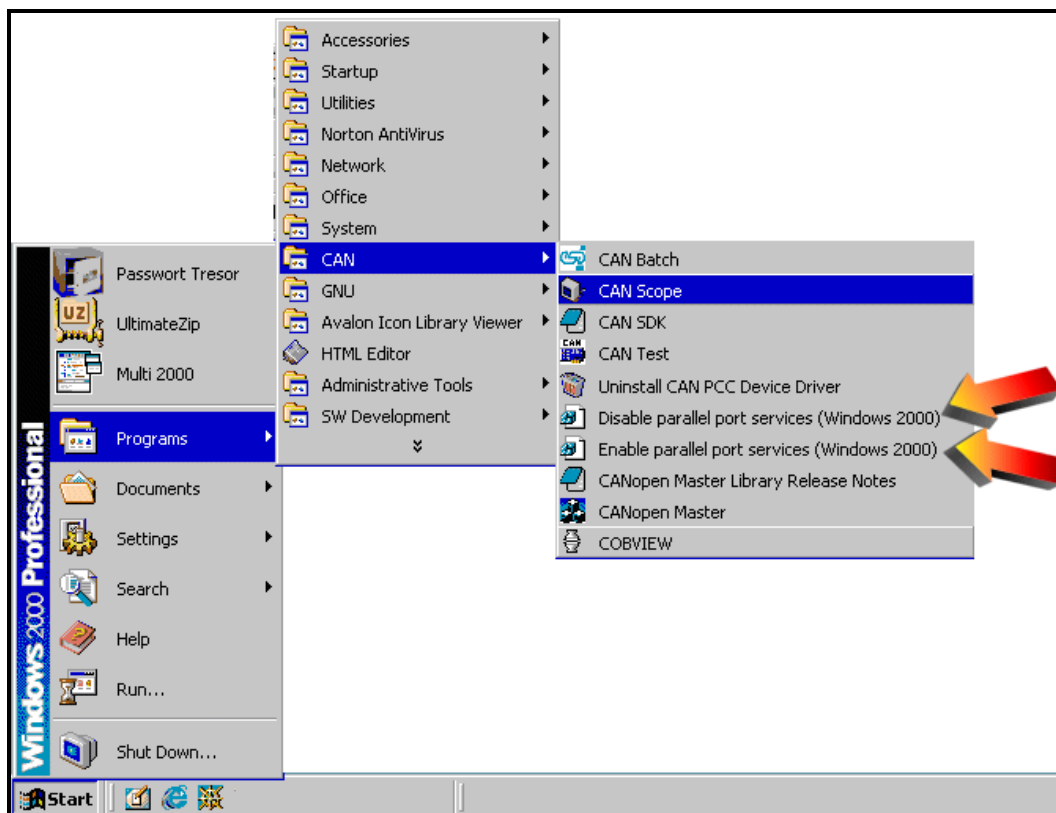 Accessories
Startup
Utilities
Norton AntiVirus
Network
Office
System
CAN
GNU
Avalon Icon Library Viewer
HTML Editor
Administrative Tools
SW Development
CAN Batch
CAN Scope
CAN SDK
CAN Test
Uninstall CAN PCC Device Driver
Disable parallel port services (Windows 2000)
Enable parallel port services (Windows 2000)
CANopen Master Library Release Notes
CANopen Master
COBVIEW
Passwort Tresor
UltimateZip
Multi 2000
Programs
Documents
Settings
Search
Help
Run...
Shut Down...
Windows 2000 Professional
UZ
CAN
Start